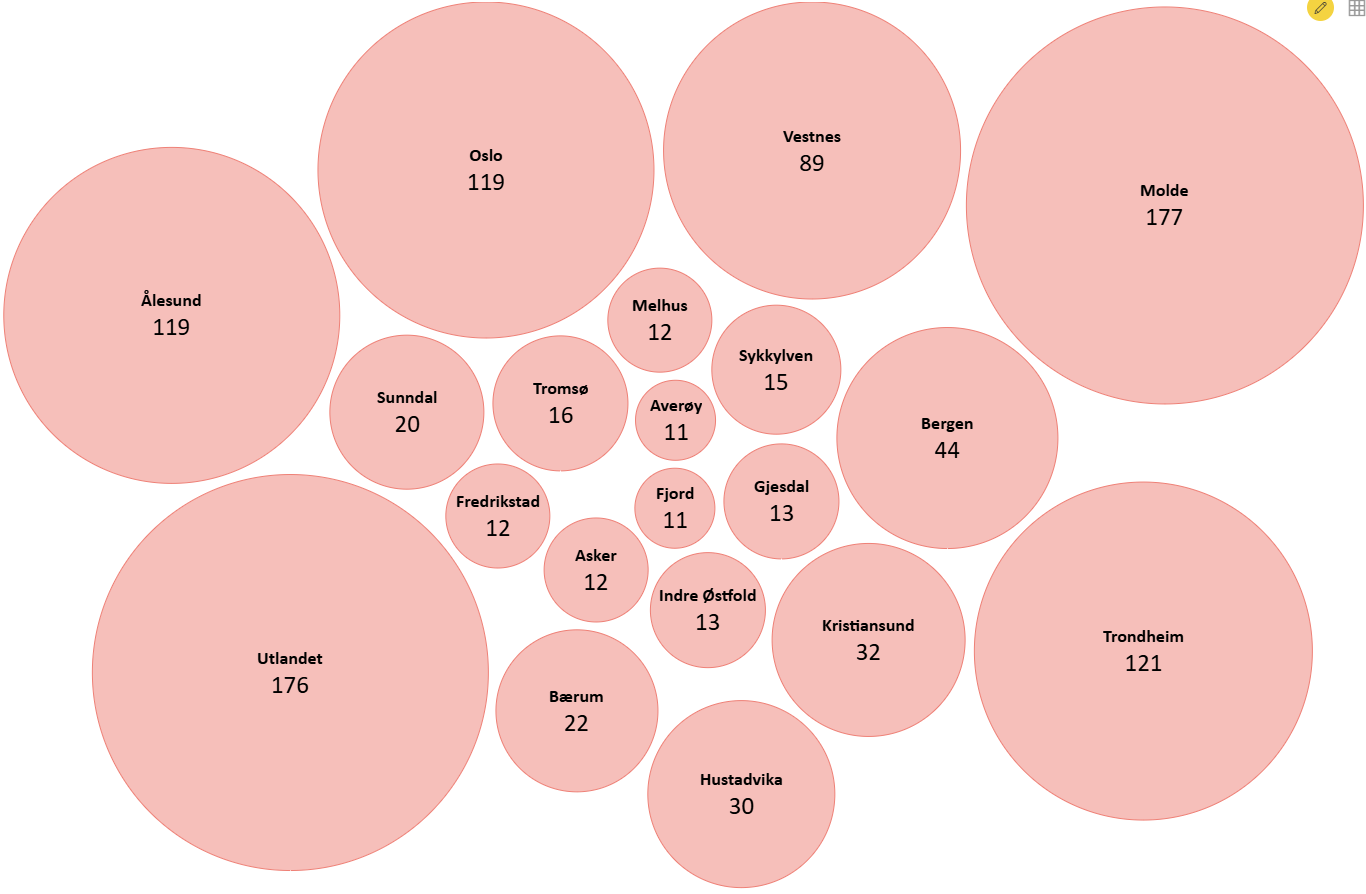 Oslo
119
Vestnes
89
Molde
177
Ålesund
119
Melhus
12
Sykkylven
15
Sunndal
20
Tromsø
16
Averøy
11
Bergen
44
Fredrikstad
12
Fjord
11
Gjesdal
13
Asker
12
Indre Østfold
13
Kristiansund
32
Trondheim
121
Utlandet
176
Bærum
22
Hustadvika
30